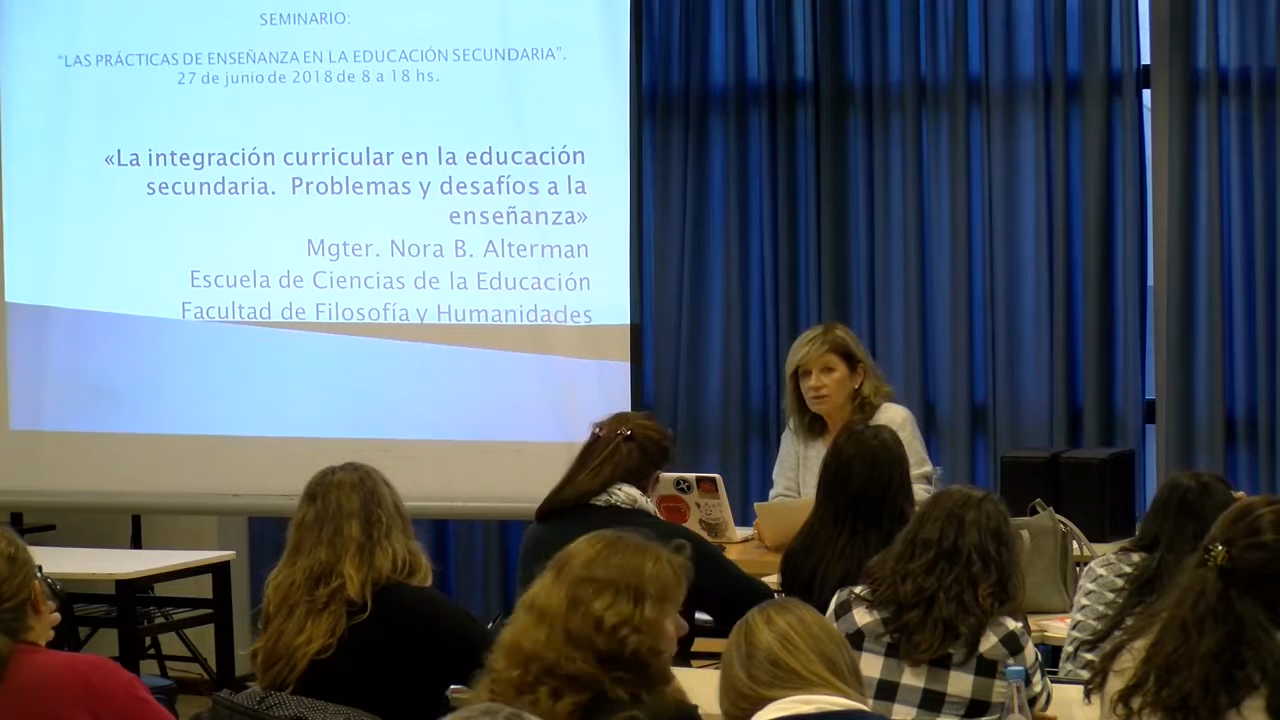 SEMINARIO:
“LAS PRÁCTICAS DE ENSEÑANZA EN LA EDUCACIÓN SECUNDARIA”.
27 de junio de 2018 de 8 a 18 hs.
«La integración curricular en la educación
secundaria. Problemas y desafíos a la
enseñanza»
Mgter. Nora B. Alterman
Escuela de Ciencias de la Educación
Facultad de Filosofía y Humanidades